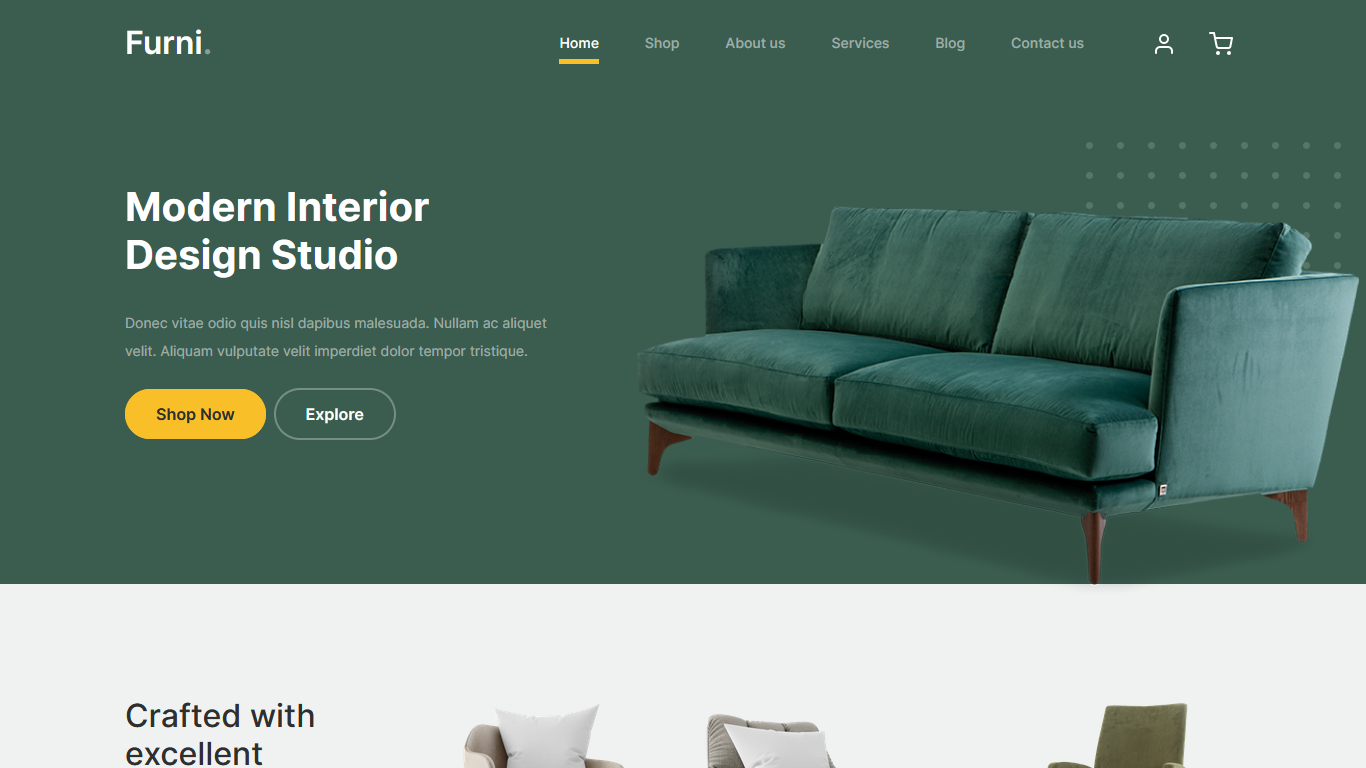 Furni.
Home
Shop
About us
Services
Blog
Contact us
Modern Interior
Design Studio
Donec vitae odio quis nisl dapibus malesuada. Nullam ac aliquet
velit. Aliquam vulputate velit imperdiet dolor tempor tristique.
Shop Now
Explore
Crafted with
excellent